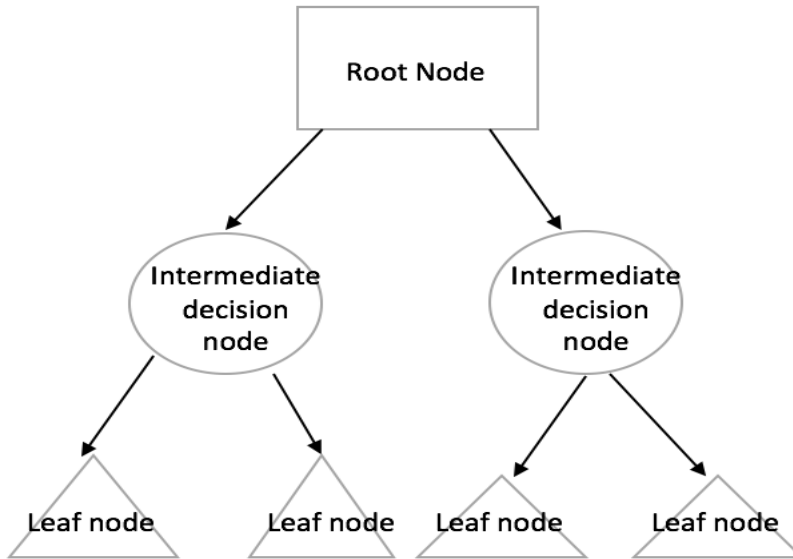 Root Node
Intermediate
decision
node
Intermediate
decision
node
Leaf node
Leaf node
Leaf node
Leaf node